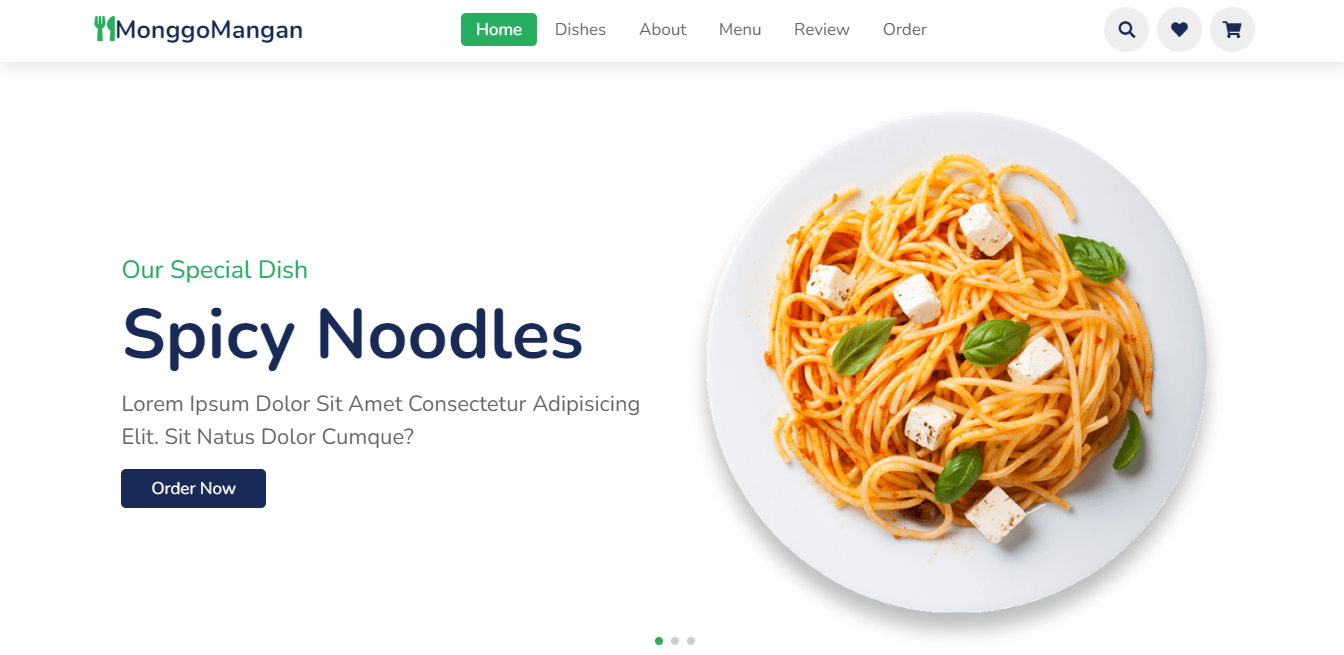 MonggoMangan
Home Dishes About Menu Review Order
Our Special Dish
Spicy Noodles
Lorem Ipsum Dolor Sit Amet Consectetur Adipisicing
Elit. Sit Natus Dolor Cumque?
Order Now